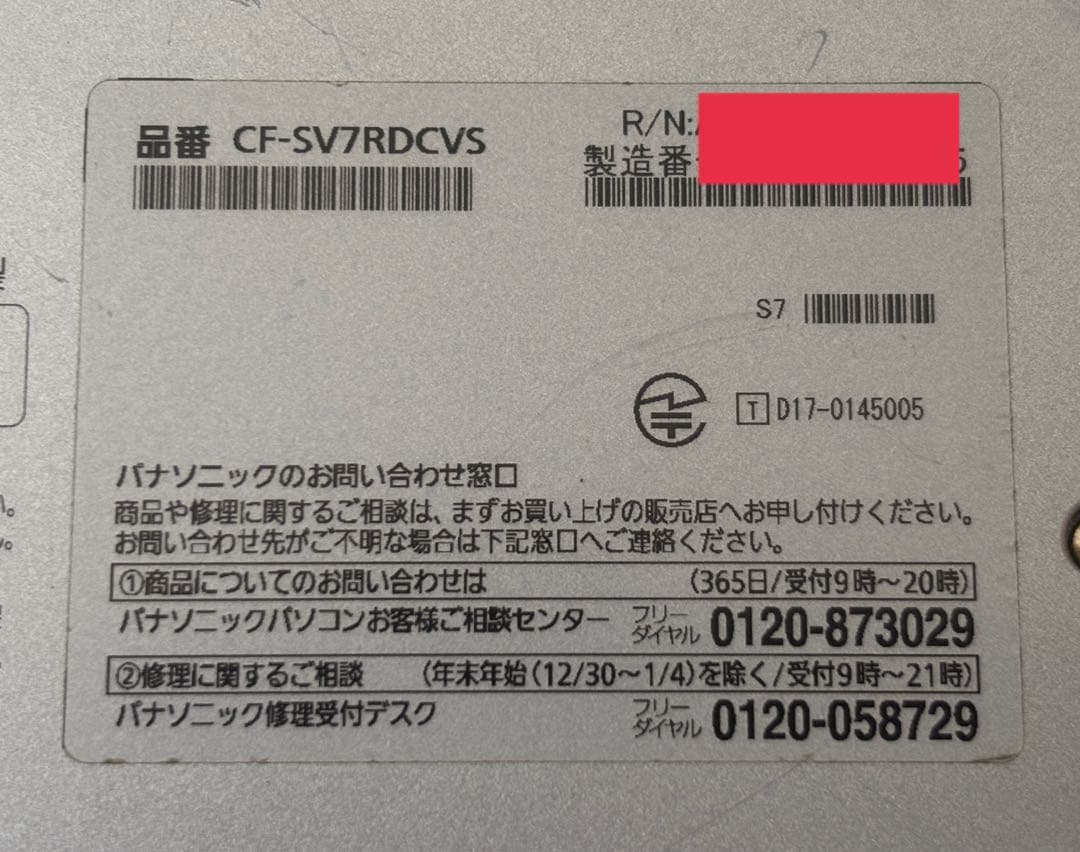 品番 CF-SV7RDCVS
R/N:
製造番
S7
T D17-0145005
パナソニックのお問い合わせ窓口
商品や修理に関するご相談は、まずお買い上げの販売店へお申し付けください。
お問い合わせ先がご不明な場合は下記窓口へご連絡ください。
①商品についてのお問い合わせは (365日/受付9時～20時)
パナソニックパソコンお客様ご相談センター フリーダイヤル 0120-873029
②修理に関するご相談 (年末年始(12/30～1/4)を除く/受付9時～21時)
パナソニック修理受付デスク フリーダイヤル 0120-058729